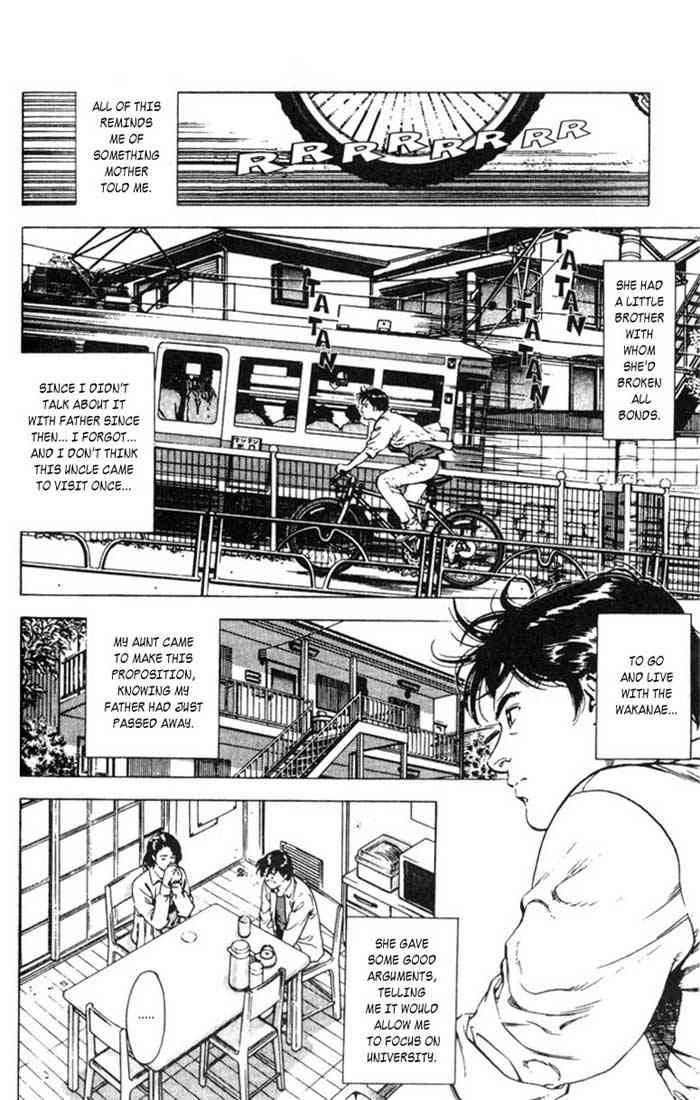 ALL OF THIS
REMINDS
ME OF
SOMETHING
MOTHER
TOLD ME.
RRRRRRRR
SHE HAD
A LITTLE
BROTHER
WITH
WHOM
SHE'D
BROKEN
ALL
BONDS.
TATAN
TATAN
TATAN
SINCE I DIDN'T
TALK ABOUT IT
WITH FATHER SINCE
THEN... I FORGOT...
AND I DON'T THINK
THIS UNCLE CAME
TO VISIT ONCE...
MY AUNT CAME
TO MAKE THIS
PROPOSITION,
KNOWING MY
FATHER HAD JUST
PASSED AWAY.
TO GO
AND LIVE
WITH THE
WAKANAE...
SHE GAVE
SOME GOOD
ARGUMENTS,
TELLING
ME IT WOULD
ALLOW ME
TO FOCUS ON
UNIVERSITY.
.....